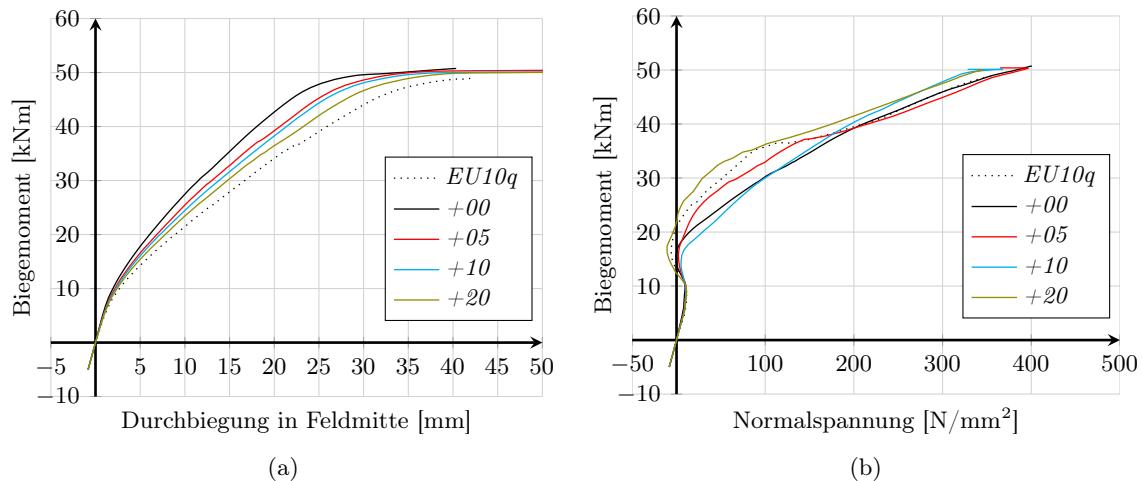 60
50
40
30
20
10
−10
Biegemoment [kNm]
−5 5 10 15 20 25 30 35 40 45 50
Durchbiegung in Feldmitte [mm]
EU10q
+00
+05
+10
+20
(a)
60
50
40
30
20
10
−10
Biegemoment [kNm]
−50 100 200 300 400 500
Normalspannung [N/mm²]
EU10q
+00
+05
+10
+20
(b)